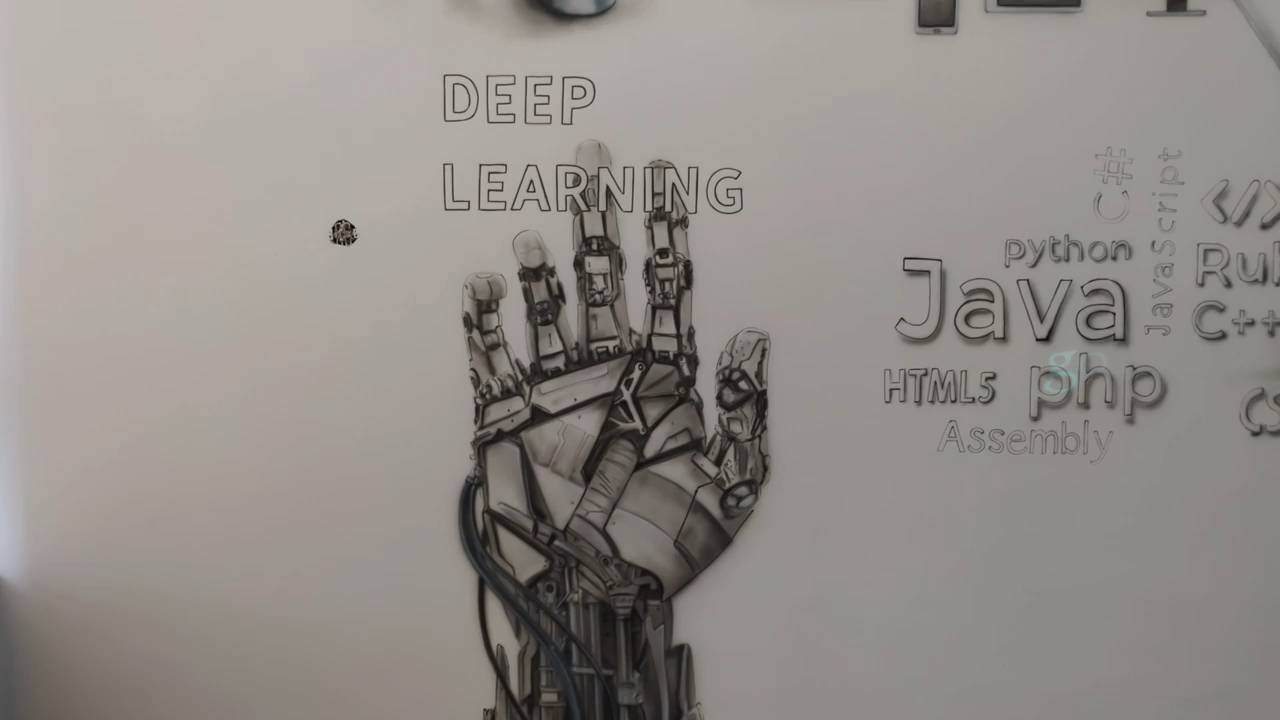 DEEP
LEARNING
C#
JavaScript
</>
python
Java
C++
HTML5
php
Assembly